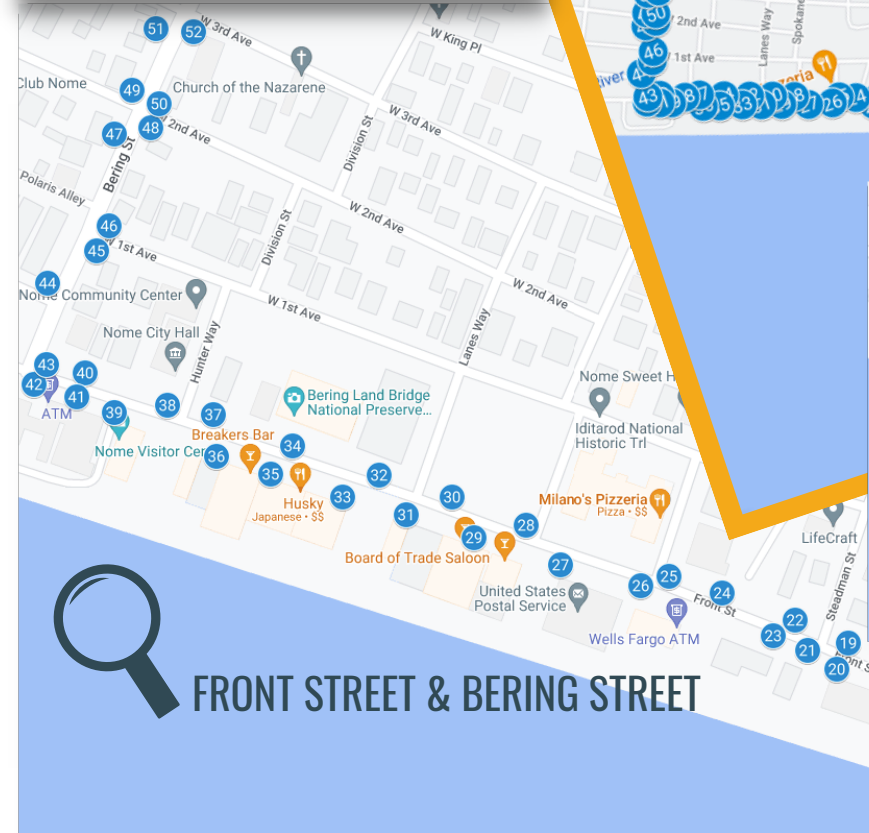 51
52
W 3rd Ave
W King Pl
50
2nd Ave
Lanes Way
Spokane
46
1st Ave
River
zeria
43
26
24
Club Nome
49
50
Church of the Nazarene
47
48
2nd Ave
Bering St
Division St
W 3rd Ave
Polaris Alley
46
45
W 1st Ave
Division St
W 2nd Ave
44
Nome Community Center
W 1st Ave
W 2nd Ave
Nome City Hall
Hunter Way
Lanes Way
43
42
40
41
ATM
39
38
37
Bering Land Bridge
National Preserve...
Nome Sweet H
Iditarod National
Historic Trl
Breakers Bar
Nome Visitor Cen
36
34
35
32
33
Husky
Japanese • $$
31
30
Milano's Pizzeria
Pizza • $$
29
28
Board of Trade Saloon
27
LifeCraft
United States
Postal Service
26
25
24
Front St
Steadman St
Wells Fargo ATM
22
23
21
19
20
Front S
FRONT STREET & BERING STREET